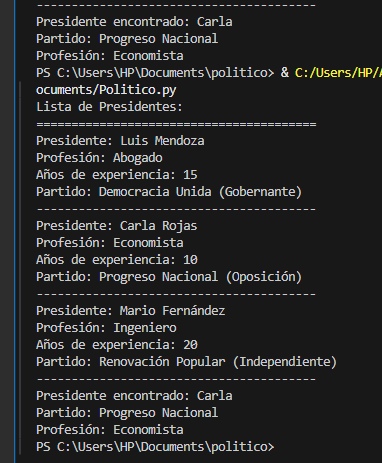 ----------------------------------------
Presidente encontrado: Carla
Partido: Progreso Nacional
Profesión: Economista
PS C:\Users\HP\Documents\politico> & C:/Users/HP/A
ocuments/Politico.py
Lista de Presidentes:
========================================
Presidente: Luis Mendoza
Profesión: Abogado
Años de experiencia: 15
Partido: Democracia Unida (Gobernante)
----------------------------------------
Presidente: Carla Rojas
Profesión: Economista
Años de experiencia: 10
Partido: Progreso Nacional (Oposición)
----------------------------------------
Presidente: Mario Fernández
Profesión: Ingeniero
Años de experiencia: 20
Partido: Renovación Popular (Independiente)
----------------------------------------
Presidente encontrado: Carla
Partido: Progreso Nacional
Profesión: Economista
PS C:\Users\HP\Documents\politico>